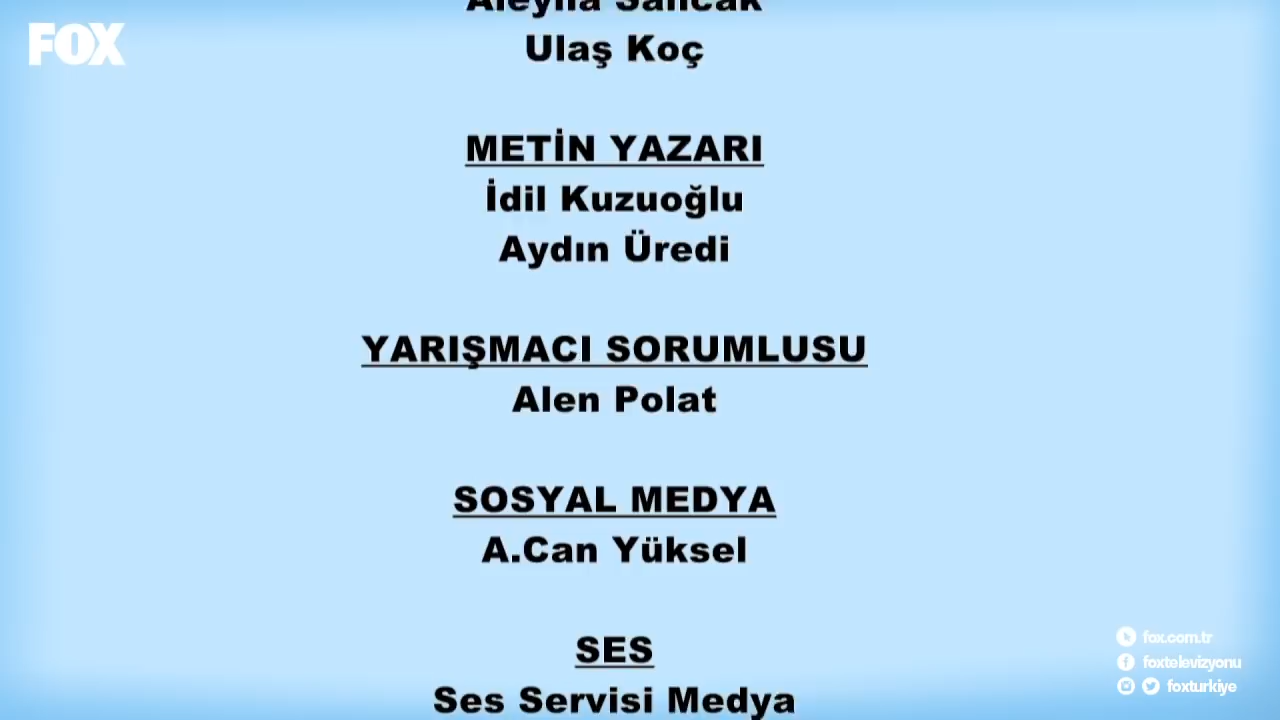 FOX
Ulaş Koç
METİN YAZARI
İdil Kuzuoğlu
Aydın Üredi
YARIŞMACI SORUMLUSU
Alen Polat
SOSYAL MEDYA
A.Can Yüksel
SES
Ses Servisi Medya
fox.com.tr
foxtelevizyonu
foxturkiye